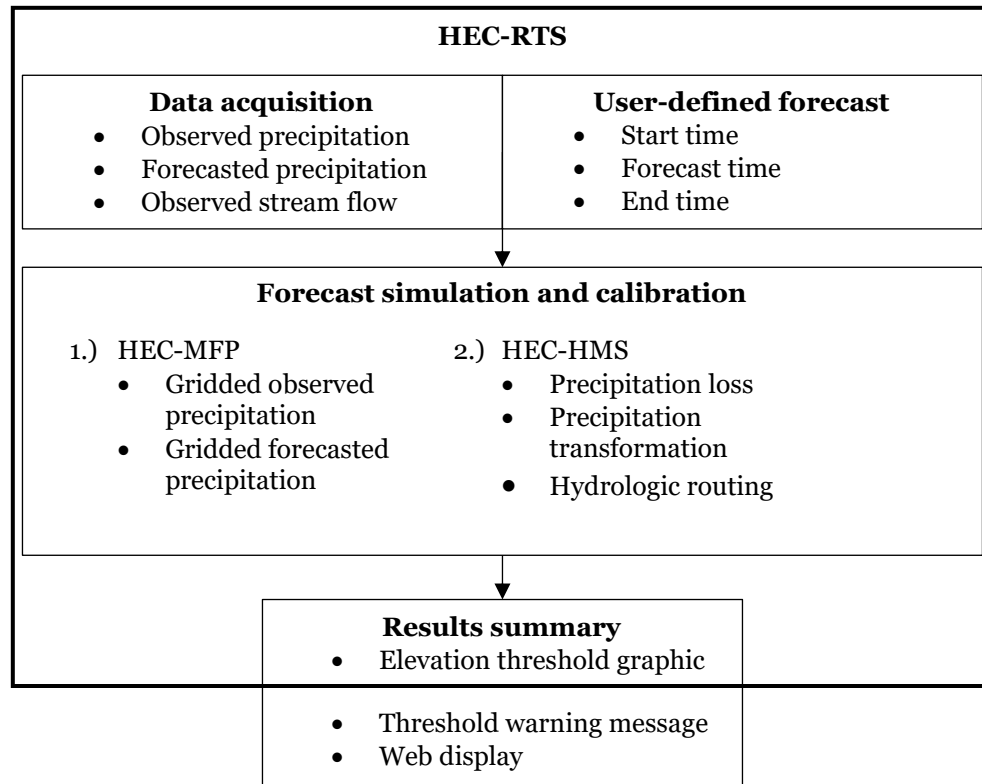 HEC-RTS
Data acquisition
• Observed precipitation
• Forecasted precipitation
• Observed stream flow
User-defined forecast
• Start time
• Forecast time
• End time
Forecast simulation and calibration
1.) HEC-MFP
• Gridded observed
precipitation
• Gridded forecasted
precipitation
2.) HEC-HMS
• Precipitation loss
• Precipitation
transformation
• Hydrologic routing
Results summary
• Elevation threshold graphic
• Threshold warning message
• Web display